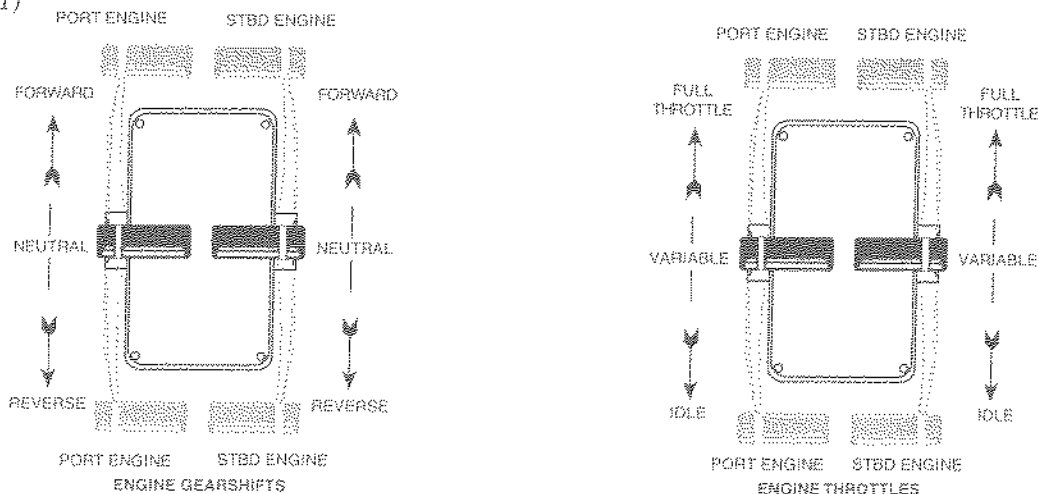 1)
PORT ENGINE STBD ENGINE
FORWARD FORWARD
NEUTRAL NEUTRAL
REVERSE REVERSE
PORT ENGINE STBD ENGINE
ENGINE GEARSHIFTS
PORT ENGINE STBD ENGINE
FULL THROTTLE
FULL THROTTLE
VARIABLE VARIABLE
IDLE IDLE
PORT ENGINE STBD ENGINE
ENGINE THROTTLES